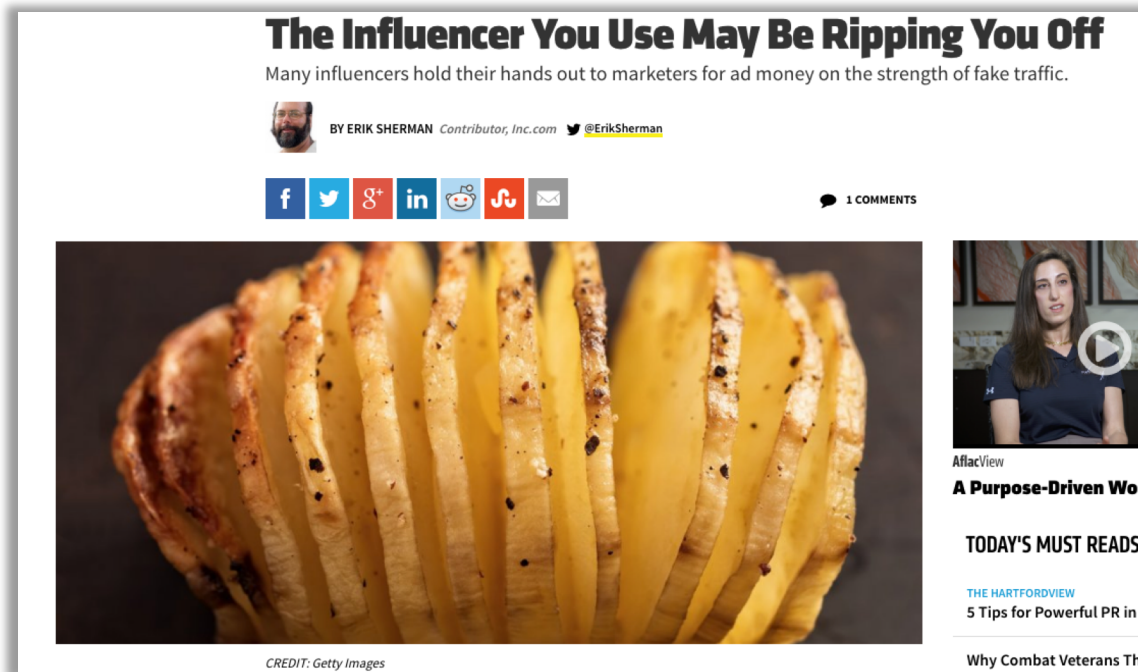 The Influencer You Use May Be Ripping You Off
Many influencers hold their hands out to marketers for ad money on the strength of fake traffic.
BY ERIK SHERMAN Contributor, Inc.com @ErikSherman
f g+ in
1 COMMENTS
AflacView
A Purpose-Driven Wo
TODAY'S MUST READS
THE HARTFORDVIEW
5 Tips for Powerful PR in
Why Combat Veterans Th
CREDIT: Getty Images